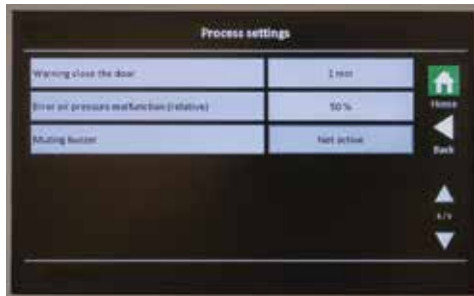 Process settings
Warning close the door 1 min
Error air pressure malfunction (relative) 50 %
Home
Muting buzzer Not active
Back